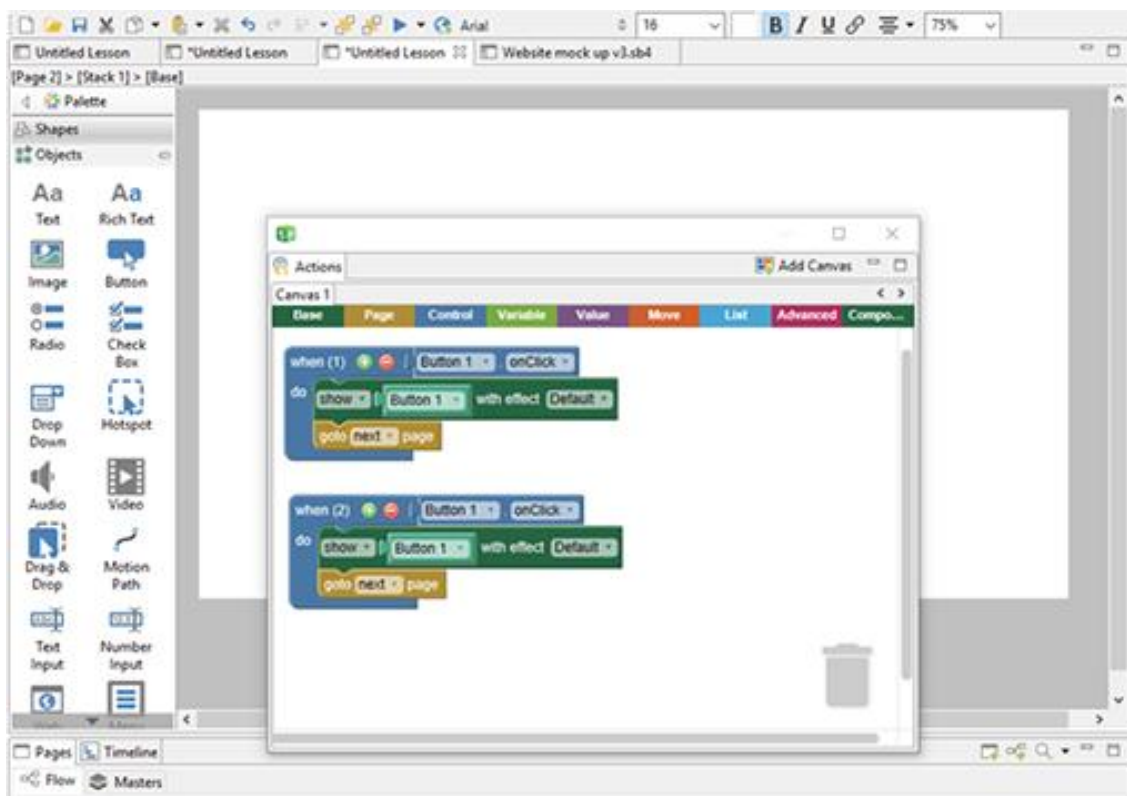 Arial 16 B I U 75%
Untitled Lesson *Untitled Lesson *Untitled Lesson Website mock up v3.sb4
[Page 2] > [Stack 1] > [Base]
Palette
Shapes
Objects
Aa Aa
Text Rich Text
Image Button
Radio Check Box
Drop Down Hotspot
Audio Video
Drag & Drop Motion Path
Text Input Number Input
Pages Timeline
Flow Masters
Actions Add Canvas
Canvas 1
Base Page Control Variable Value Move List Advanced Compo...
when (1) Button 1 onClick
do show Button 1 with effect Default
goto next page
when (2) Button 1 onClick
do show Button 1 with effect Default
goto next page